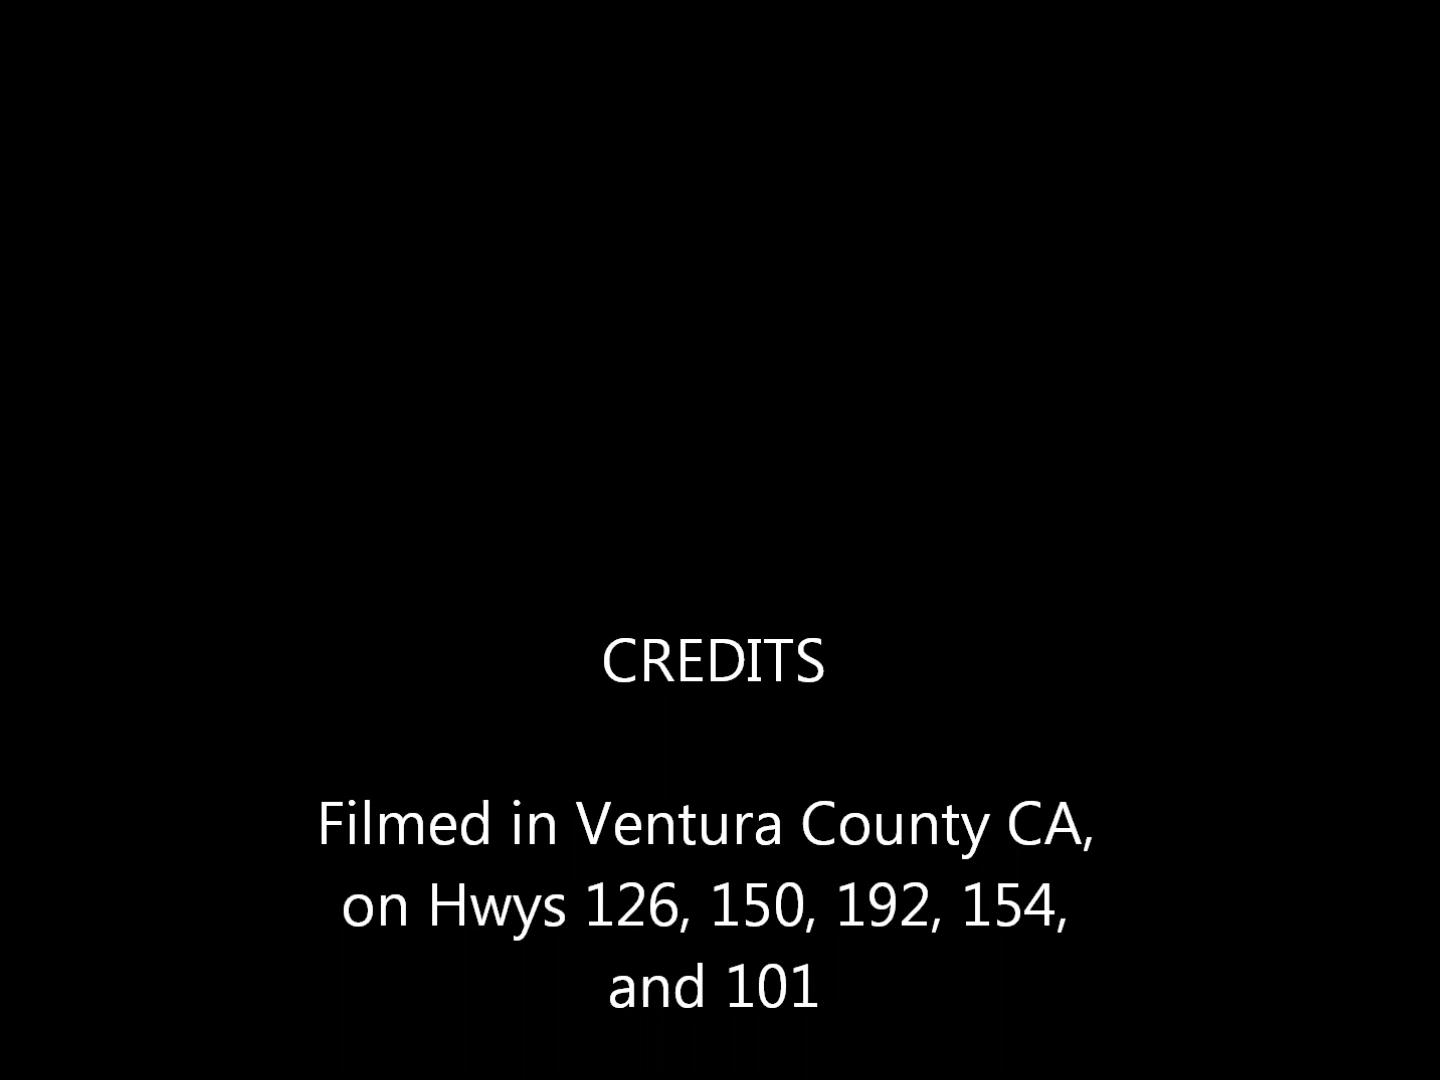 CREDITS
Filmed in Ventura County CA,
on Hwys 126, 150, 192, 154,
and 101